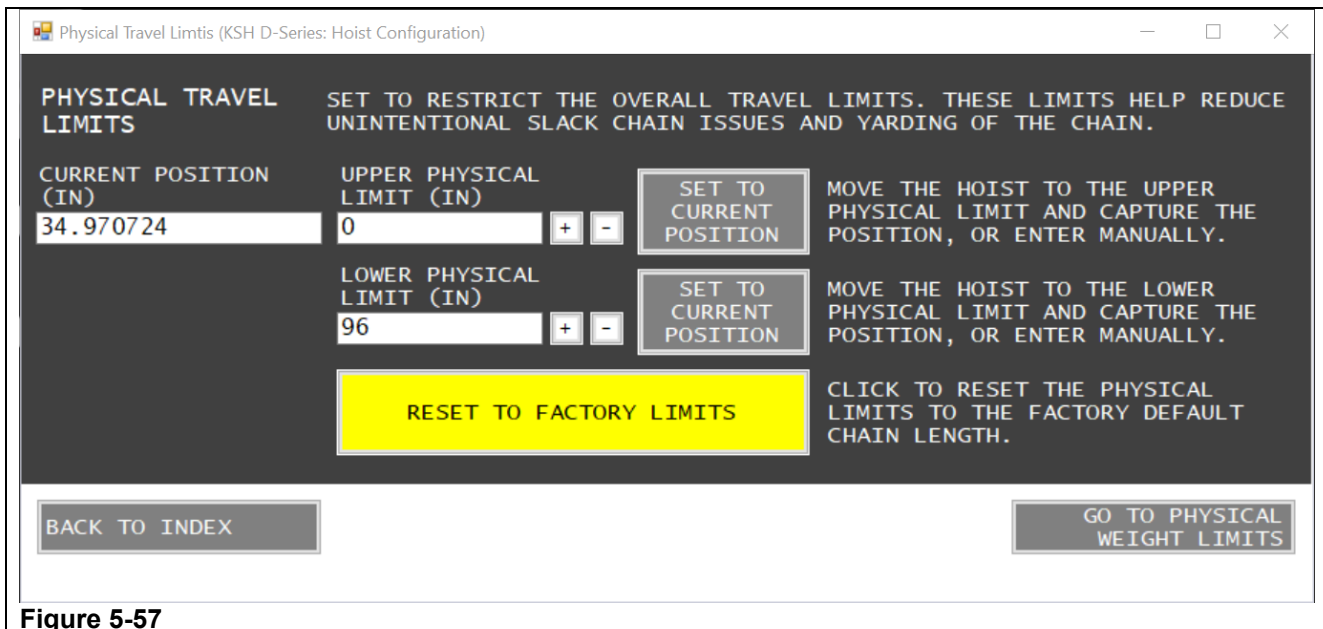 Physical Travel Limtis (KSH D-Series: Hoist Configuration)
PHYSICAL TRAVEL
LIMITS
SET TO RESTRICT THE OVERALL TRAVEL LIMITS. THESE LIMITS HELP REDUCE
UNINTENTIONAL SLACK CHAIN ISSUES AND YARDING OF THE CHAIN.
CURRENT POSITION
(IN)
34.970724
UPPER PHYSICAL
LIMIT (IN)
0
+ -
SET TO
CURRENT
POSITION
MOVE THE HOIST TO THE UPPER
PHYSICAL LIMIT AND CAPTURE THE
POSITION, OR ENTER MANUALLY.
LOWER PHYSICAL
LIMIT (IN)
96
+ -
SET TO
CURRENT
POSITION
MOVE THE HOIST TO THE LOWER
PHYSICAL LIMIT AND CAPTURE THE
POSITION, OR ENTER MANUALLY.
RESET TO FACTORY LIMITS
CLICK TO RESET THE PHYSICAL
LIMITS TO THE FACTORY DEFAULT
CHAIN LENGTH.
BACK TO INDEX
GO TO PHYSICAL
WEIGHT LIMITS
Figure 5-57